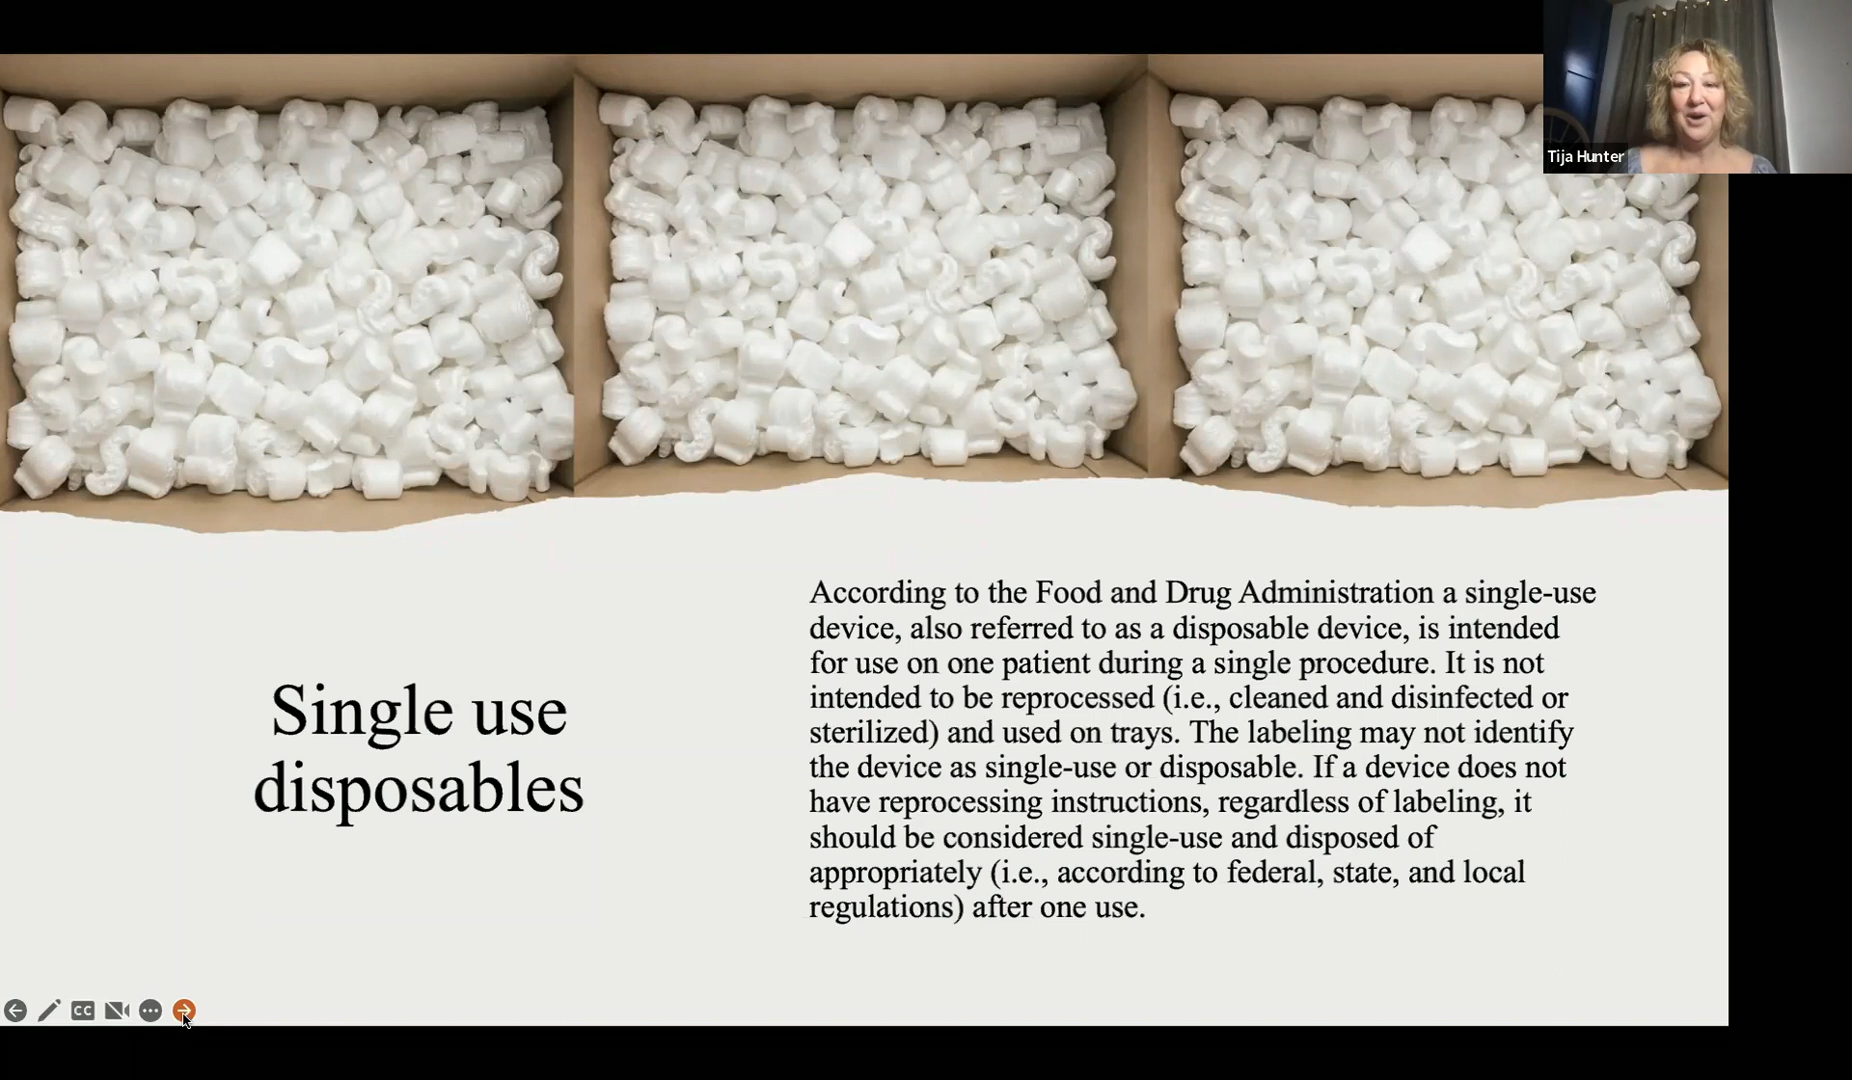 Tija Hunter
Single use
disposables
According to the Food and Drug Administration a single-use
device, also referred to as a disposable device, is intended
for use on one patient during a single procedure. It is not
intended to be reprocessed (i.e., cleaned and disinfected or
sterilized) and used on trays. The labeling may not identify
the device as single-use or disposable. If a device does not
have reprocessing instructions, regardless of labeling, it
should be considered single-use and disposed of
appropriately (i.e., according to federal, state, and local
regulations) after one use.
CC